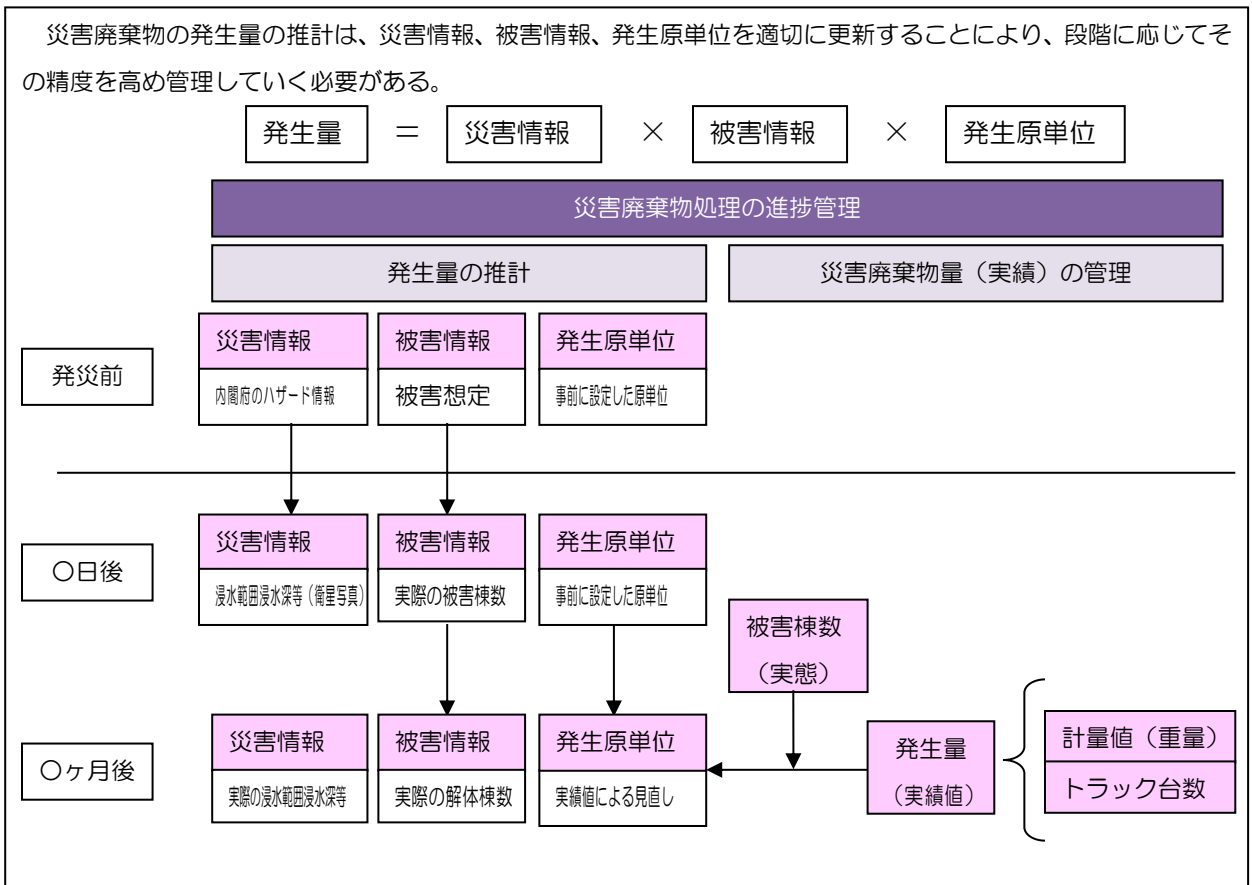 災害廃棄物の発生量の推計は、災害情報、被害情報、発生原単位を適切に更新することにより、段階に応じてそ
の精度を高め管理していく必要がある。
発生量 ＝ 災害情報 × 被害情報 × 発生原単位
災害廃棄物処理の進捗管理
発生量の推計 災害廃棄物量（実績）の管理
発災前
災害情報 被害情報 発生原単位
内閣府のハザード情報 被害想定 事前に設定した原単位
〇日後
災害情報 被害情報 発生原単位
浸水範囲浸水深等（衛星写真） 実際の被害棟数 事前に設定した原単位
被害棟数
（実態）
〇ヶ月後
災害情報 被害情報 発生原単位
実際の浸水範囲浸水深等 実際の解体棟数 実績値による見直し
発生量
（実績値）
計量値（重量）
トラック台数